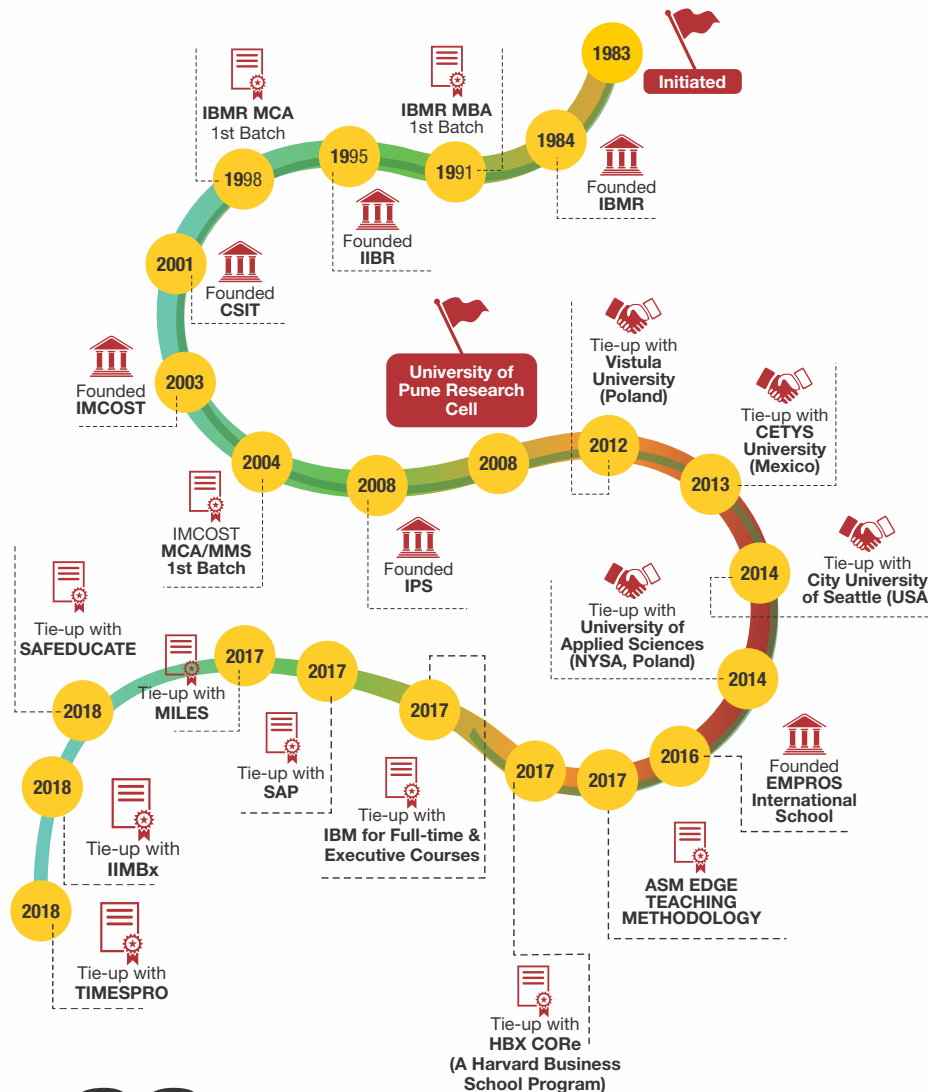 1983
Initiated
1984
Founded
IBMR
1991
IBMR MBA
1st Batch
1995
Founded
IIBR
1998
IBMR MCA
1st Batch
2001
Founded
CSIT
2003
Founded
IMCOST
2004
IMCOST
MCA/MMS
1st Batch
2008
Founded
IPS
2008
University of
Pune Research
Cell
2012
Tie-up with
Vistula
University
(Poland)
2013
Tie-up with
CETYS
University
(Mexico)
2014
Tie-up with
City University
of Seattle (USA
2014
Tie-up with
University of
Applied Sciences
(NYSA, Poland)
2016
Founded
EMPROS
International
School
2017
ASM EDGE
TEACHING
METHODOLOGY
2017
Tie-up with
HBX CORe
(A Harvard Business
School Program)
2017
Tie-up with
IBM for Full-time &
Executive Courses
2017
Tie-up with
SAP
2017
Tie-up with
MILES
2018
Tie-up with
SAFEDUCATE
2018
Tie-up with
IIMBx
2018
Tie-up with
TIMESPRO